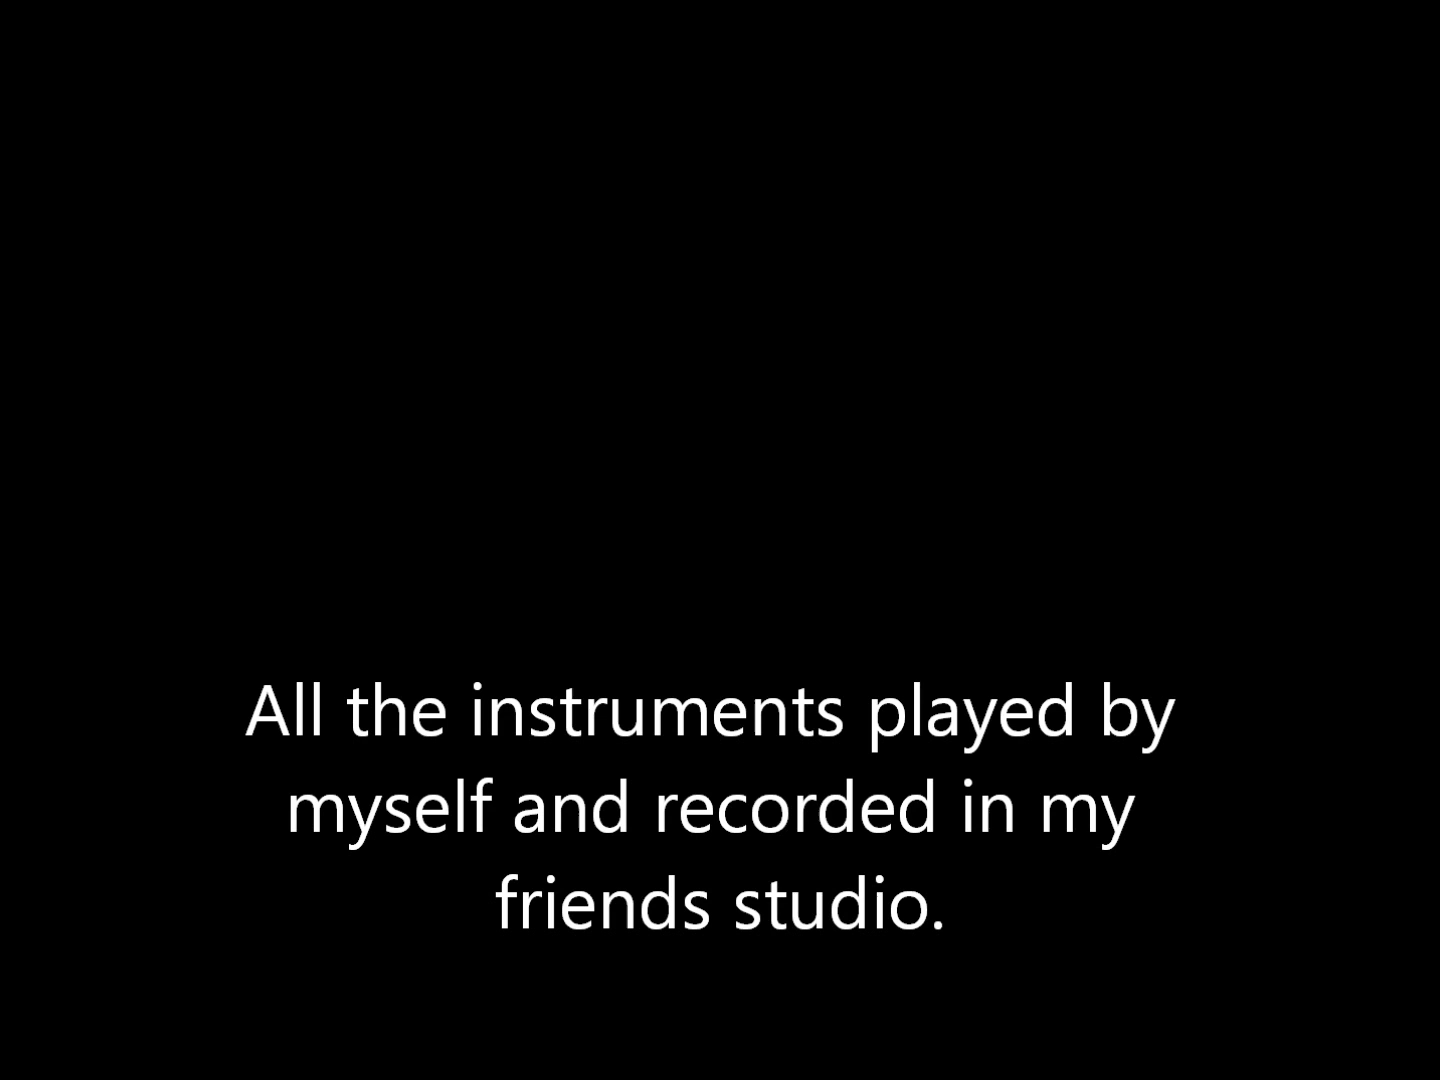 All the instruments played by
myself and recorded in my
friends studio.